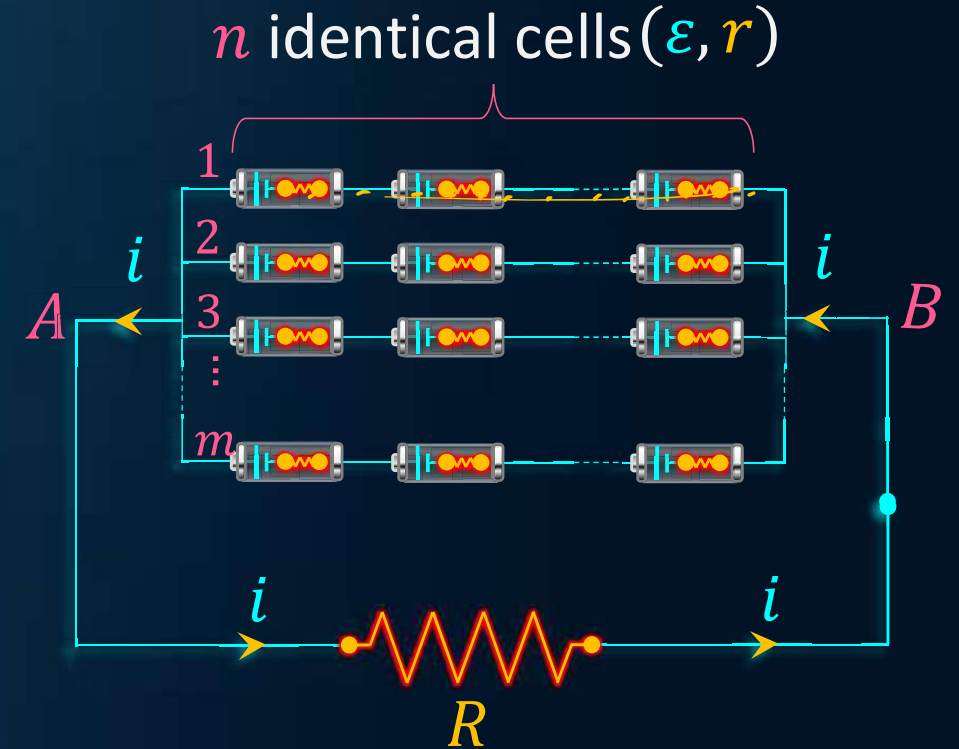 n identical cells(ε, r)
1
2
i
i
3
A
B
⋮
m
i
i
R